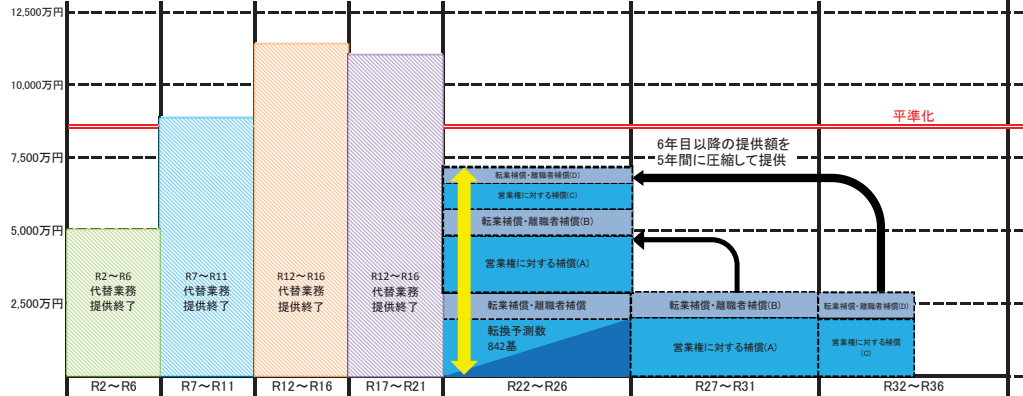 12,500万円
10,000万円
7,500万円
5,000万円
2,500万円
平準化
6年目以降の提供額を
5年間に圧縮して提供
転業補償・離職者補償(D)
営業権に対する補償(C)
転業補償・離職者補償(B)
営業権に対する補償(A)
転業補償・離職者補償
転換予測数
842基
R2～R6
代替業務
提供終了
R7～R11
代替業務
提供終了
R12～R16
代替業務
提供終了
R12～R16
代替業務
提供終了
転業補償・離職者補償(B)
営業権に対する補償(A)
転業補償・離職者補償(D)
営業権に対する補償
(C)
R2～R6
R7～R11
R12～R16
R17～R21
R22～R26
R27～R31
R32～R36